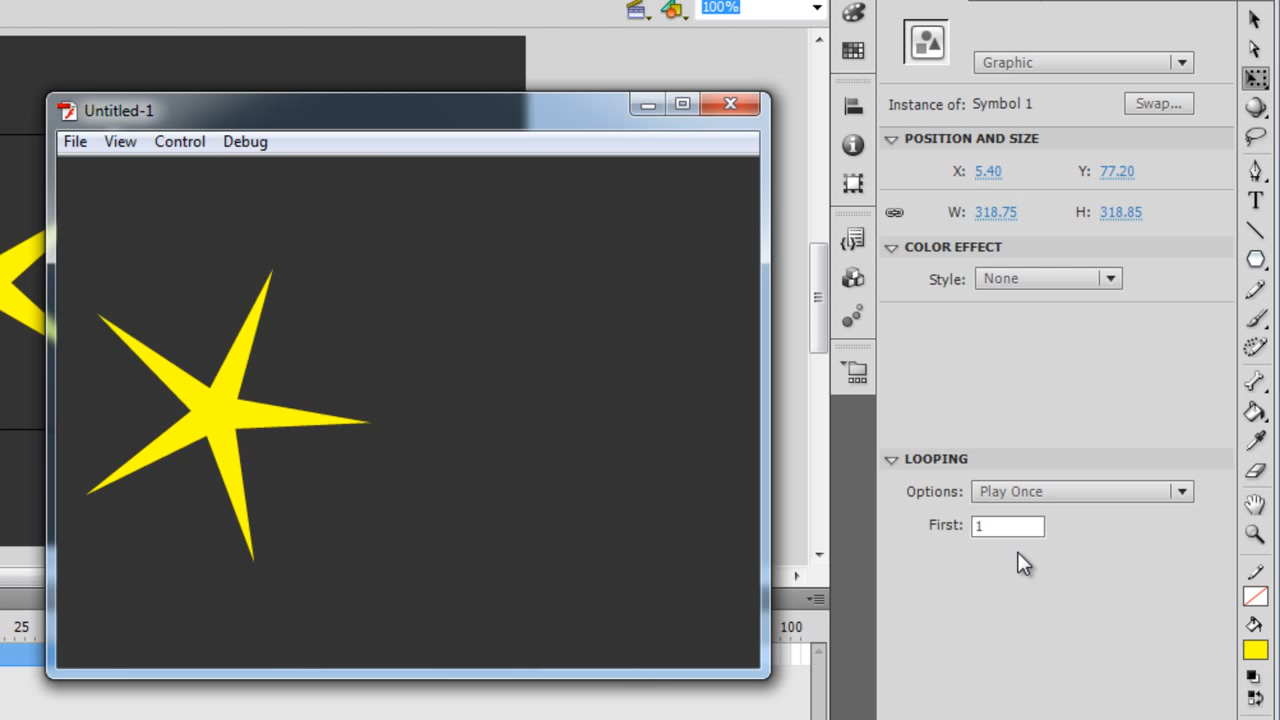 100%
Graphic
Instance of: Symbol 1
Swap...
POSITION AND SIZE
X: 5.40 Y: 77.20
W: 318.75 H: 318.85
COLOR EFFECT
Style: None
LOOPING
Options: Play Once
First: 1
Untitled-1
File View Control Debug
25
100
T